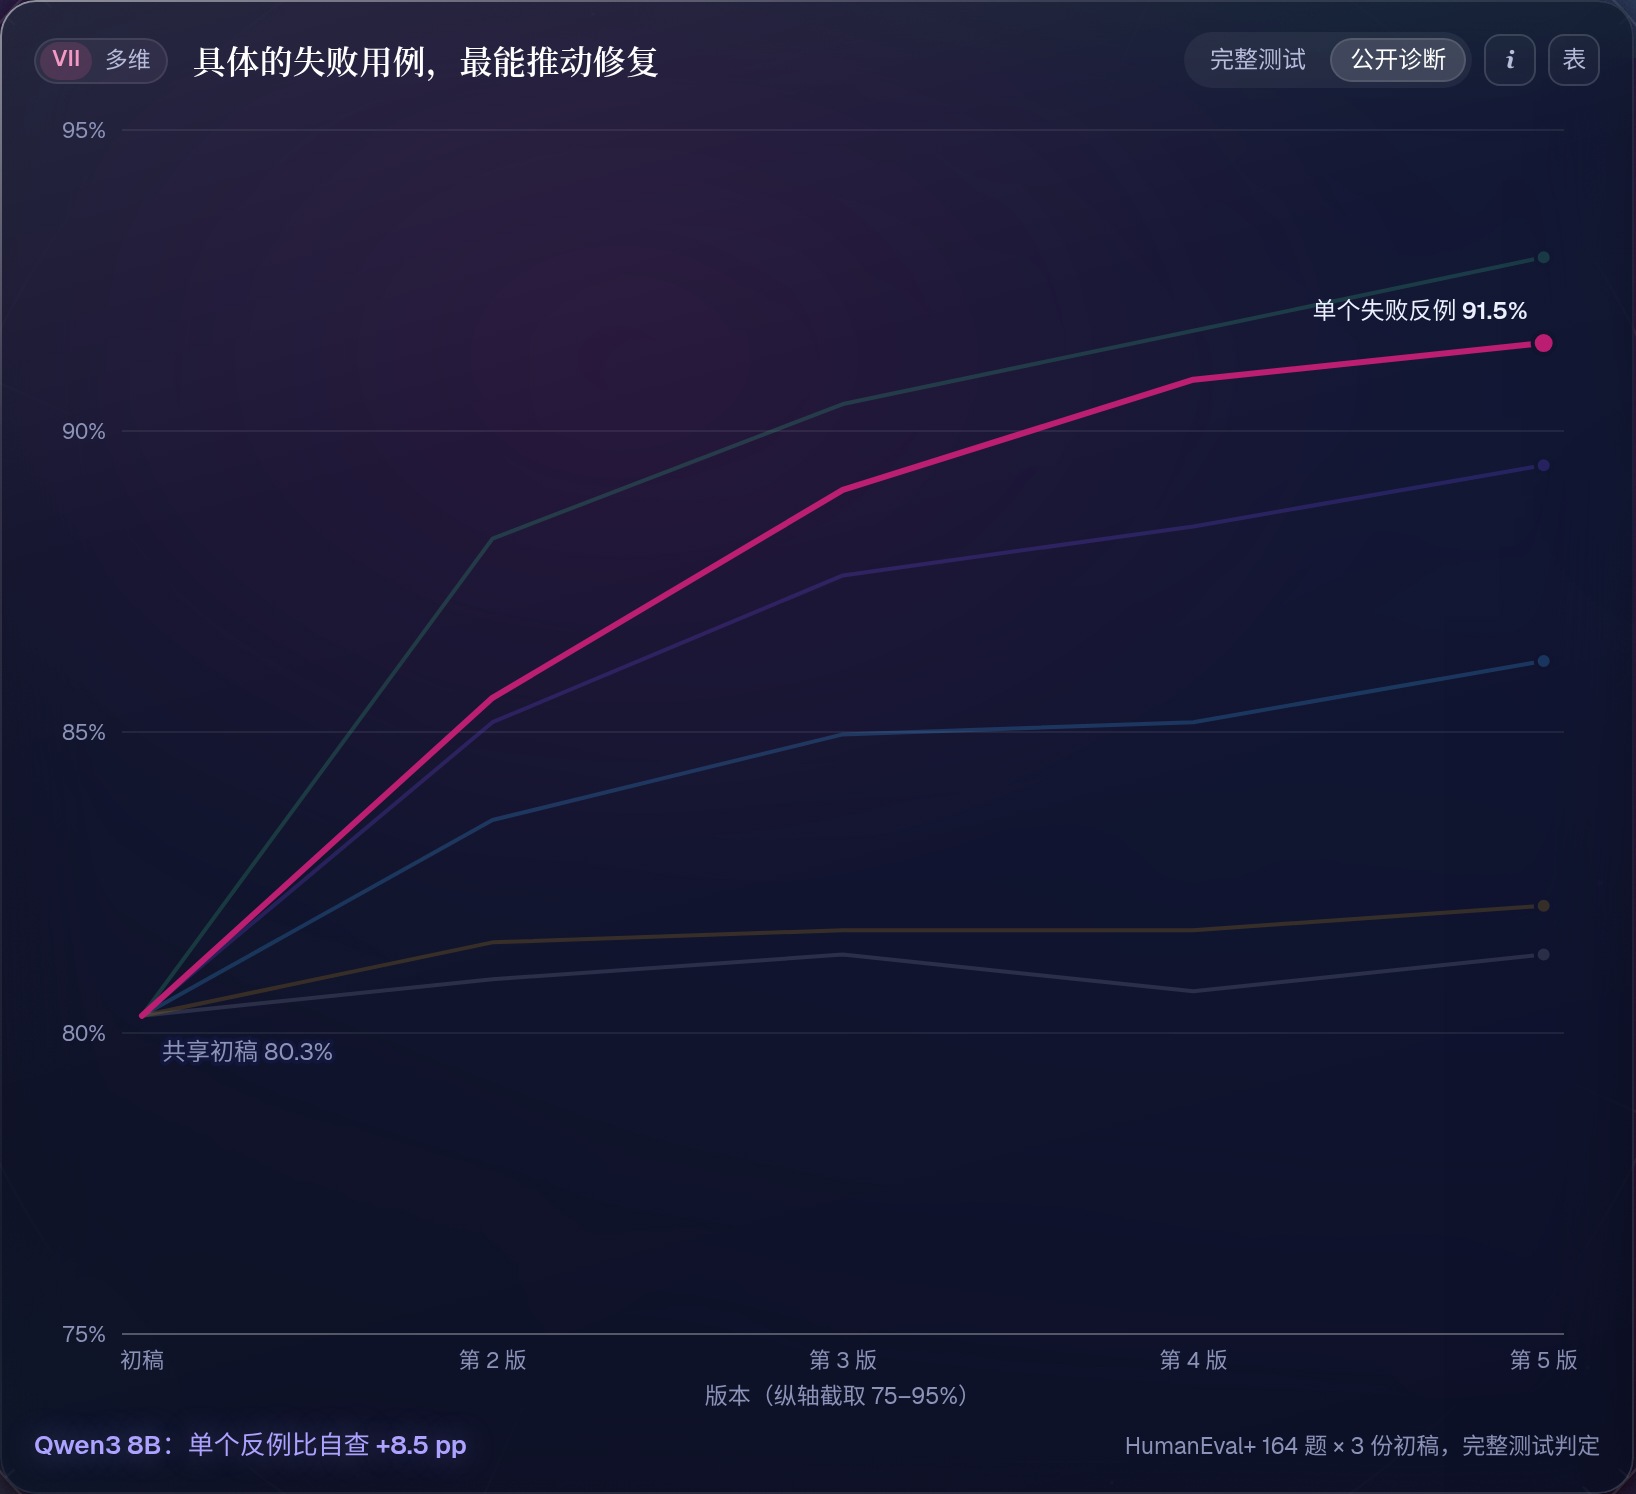 VII 多维 具体的失败用例，最能推动修复 完整测试 公开诊断 i 表
95%
单个失败反例 91.5%
90%
85%
80%
共享初稿 80.3%
75%
初稿 第 2 版 第 3 版 第 4 版 第 5 版
版本（纵轴截取 75–95%）
Qwen3 8B：单个反例比自查 +8.5 pp HumanEval+ 164 题 × 3 份初稿，完整测试判定